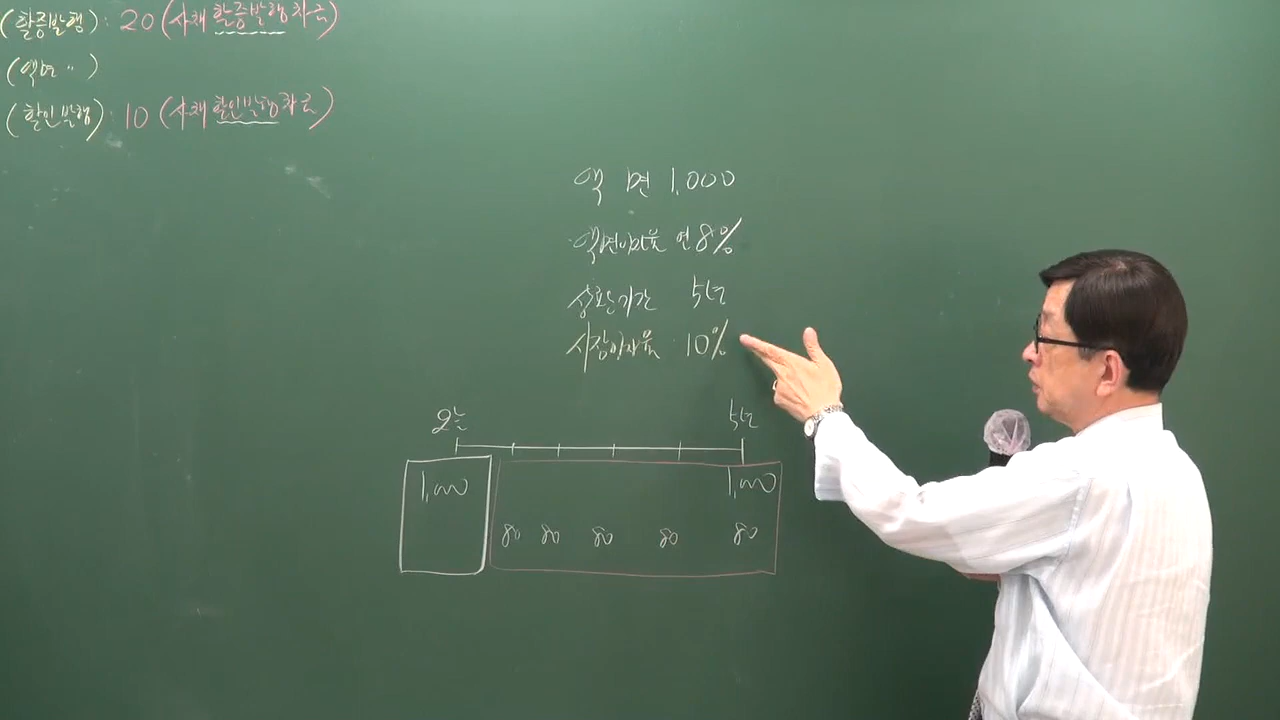 (할증발행): 20 (사채할증발행차금)
(액면 〃)
(할인발행): 10 (사채할인발행차금)
액 면 1,000
액면이자율 연 8%
상환기간 5년
시장이자율 10%
5년
1,000 1,000
80 80 80 80 80